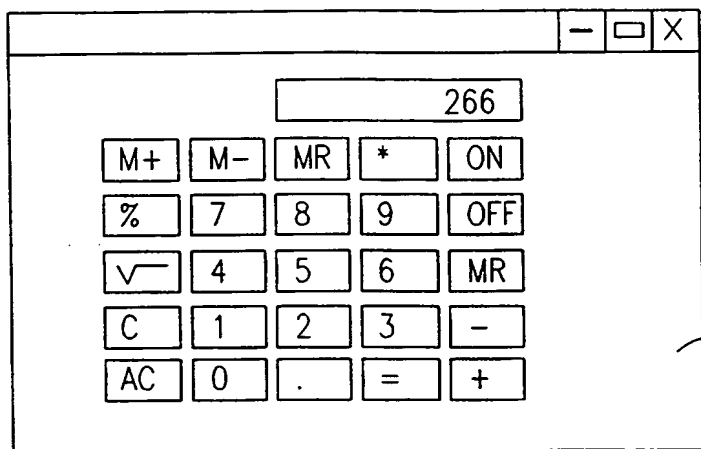 X
266
M+ M- MR * ON
% 7 8 9 OFF
√ 4 5 6 MR
C 1 2 3 -
AC 0 . = +